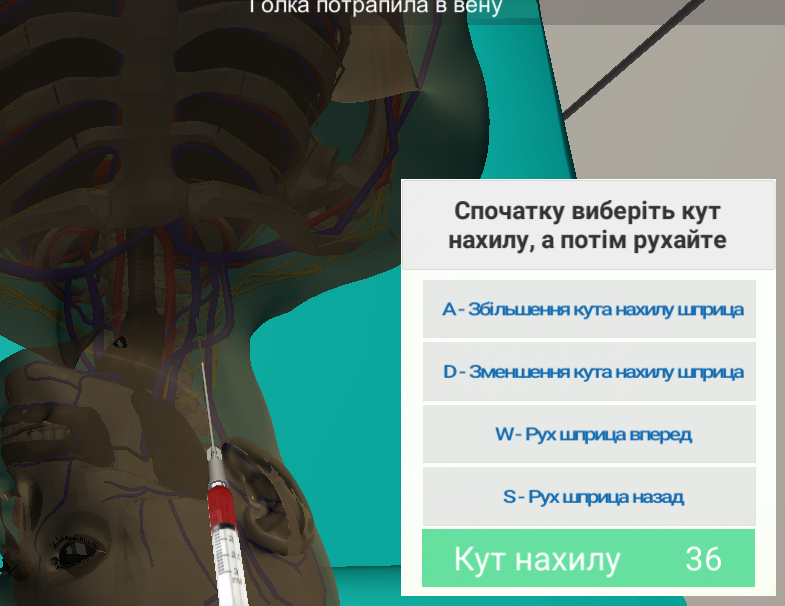 Голка потрапила в вену
Спочатку виберіть кут
нахилу, а потім рухайте
A - Збільшення кута нахилу шприца
D - Зменшення кута нахилу шприца
W - Рух шприца вперед
S - Рух шприца назад
Кут нахилу 36